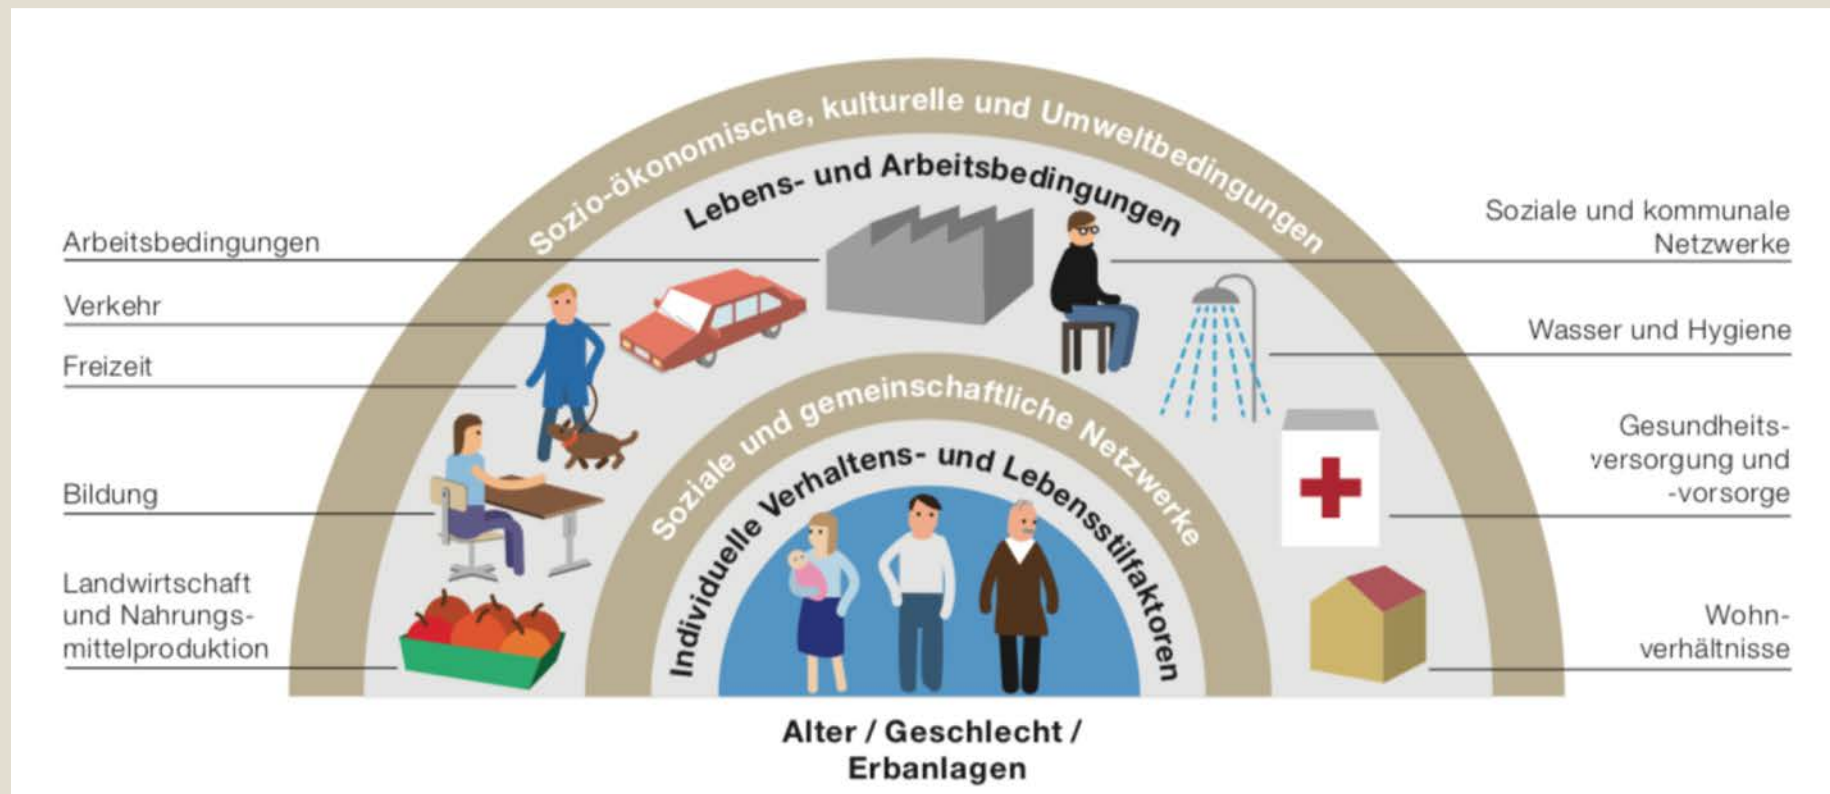 Sozio-ökonomische, kulturelle und Umweltbedingungen
Lebens- und Arbeitsbedingungen
Soziale und gemeinschaftliche Netzwerke
Individuelle Verhaltens- und Lebensstilfaktoren
Alter / Geschlecht /
Erbanlagen
Arbeitsbedingungen
Verkehr
Freizeit
Bildung
Landwirtschaft
und Nahrungs-
mittelproduktion
Soziale und kommunale
Netzwerke
Wasser und Hygiene
Gesundheits-
versorgung und
-vorsorge
Wohn-
verhältnisse